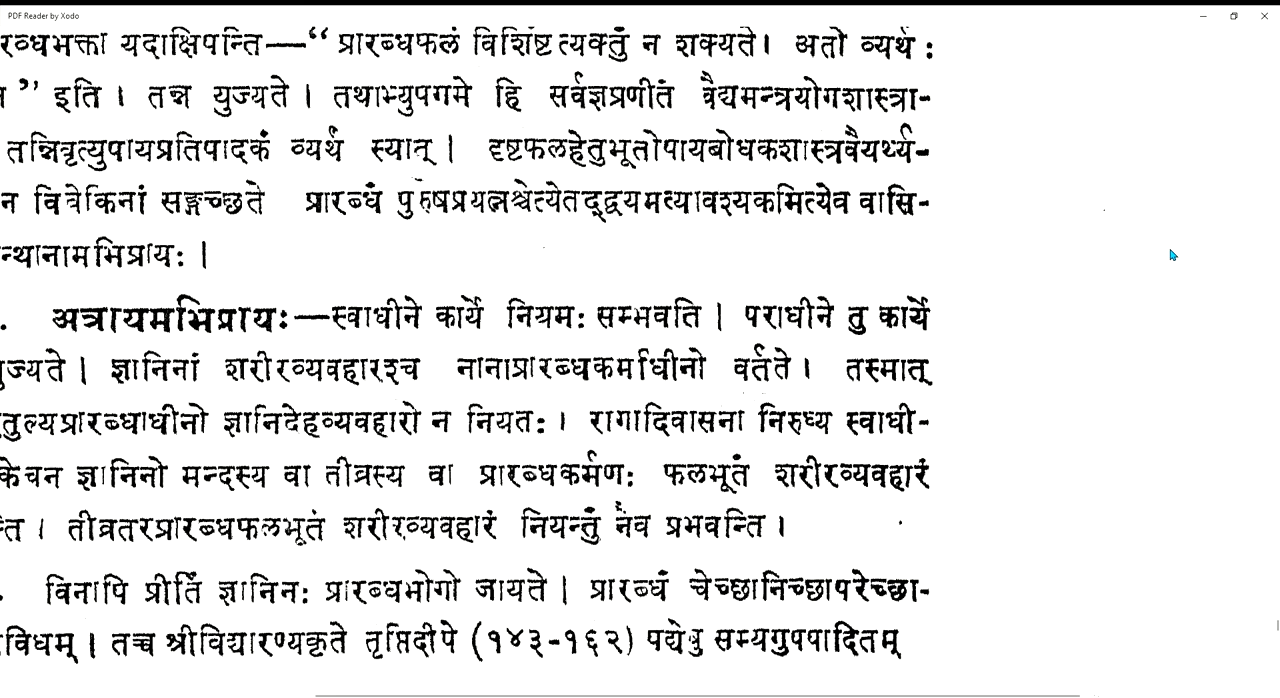 PDF Reader by Xodo
रब्धभक्ता यदाक्षिपन्ति—“ प्रारब्धफलं विशिष्टत्यक्तुं न शक्यते। अतो व्यर्थः
” इति । तन्न युज्यते । तथाभ्युपगमे हि सर्वज्ञप्रणीतं वैद्यमन्त्रयोगशास्त्रा-
तन्निवृत्युपायप्रतिपादकं व्यर्थं स्यात् । दृष्टफलहेतुभूतोपायबोधकशास्त्रवैयर्थ्य-
न विवेकिनां सङ्गच्छते प्रारब्धं पुरुषप्रयत्नश्चेत्येतद्द्वयमत्यावश्यकमित्येव वासि-
न्थानामभिप्रायः ।
. अत्रायमभिप्रायः—स्वाधीने कार्ये नियमः सम्भवति । पराधीने तु कार्ये
ुज्यते । ज्ञानिनां शरीरव्यवहारश्च नानाप्रारब्धकर्माधीनो वर्तते । तस्मात्
तुल्यप्रारब्धाधीनो ज्ञानिदेहव्यवहारो न नियतः । रागादिवासना निरुध्य स्वाधी-
केचन ज्ञानिनो मन्दस्य वा तीव्रस्य वा प्रारब्धकर्मणः फलभूतं शरीरव्यवहारं
ति । तीव्रतरप्रारब्धफलभूतं शरीरव्यवहारं नियन्तुं नैव प्रभवन्ति ।
. विनापि प्रीतिं ज्ञानिनः प्रारब्धभोगो जायते । प्रारब्धं चेच्छानिच्छापरेच्छा-
विधम् । तच्च श्रीविद्यारण्यकृते तृप्तिदीपे (१४३-१६२) पद्येषु सम्यगुपपादितम्